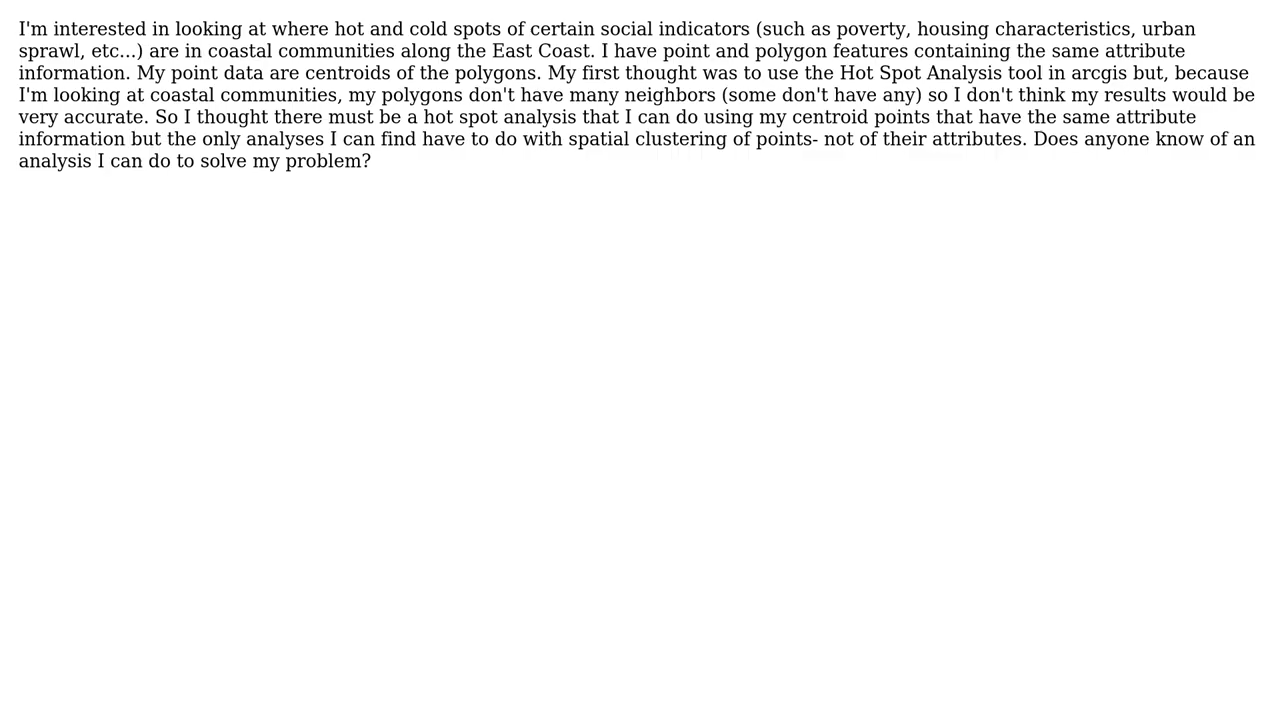 I'm interested in looking at where hot and cold spots of certain social indicators (such as poverty, housing characteristics, urban
sprawl, etc...) are in coastal communities along the East Coast. I have point and polygon features containing the same attribute
information. My point data are centroids of the polygons. My first thought was to use the Hot Spot Analysis tool in arcgis but, because
I'm looking at coastal communities, my polygons don't have many neighbors (some don't have any) so I don't think my results would be
very accurate. So I thought there must be a hot spot analysis that I can do using my centroid points that have the same attribute
information but the only analyses I can find have to do with spatial clustering of points- not of their attributes. Does anyone know of an
analysis I can do to solve my problem?